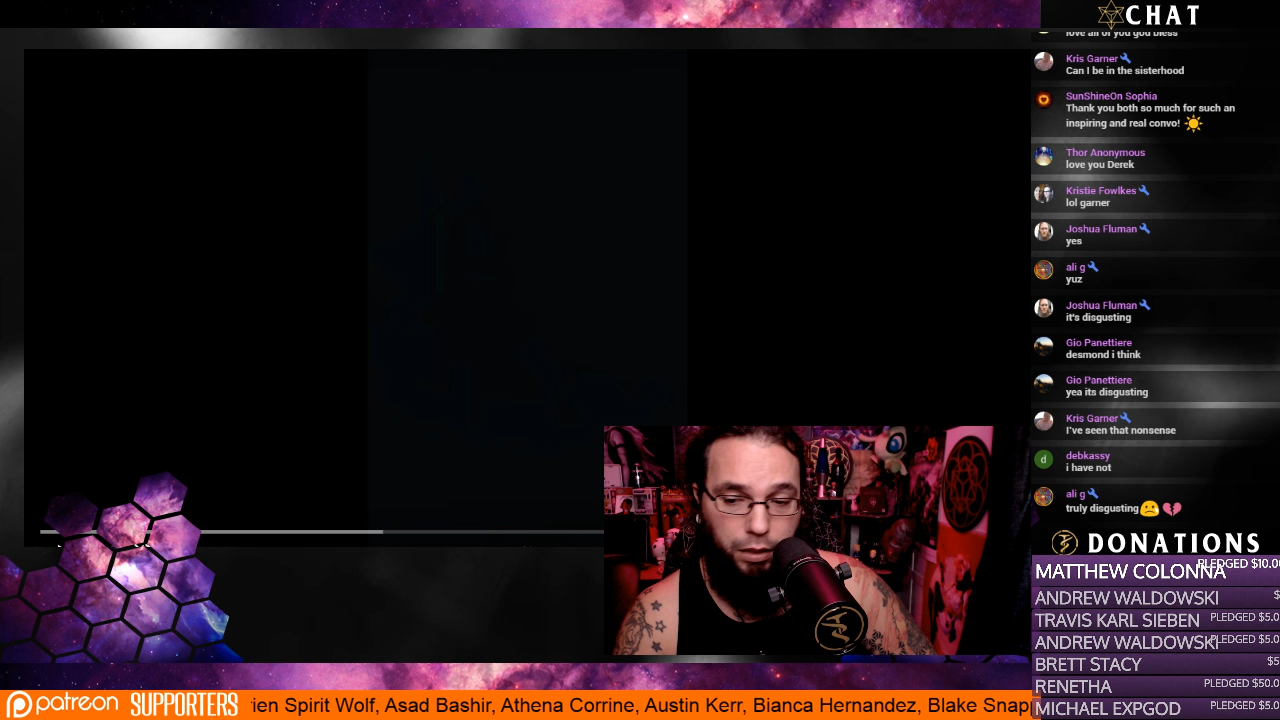 CHAT
love all of you god bless
Kris Garner
Can I be in the sisterhood
SunShineOn Sophia
Thank you both so much for such an
inspiring and real convo!
Thor Anonymous
love you Derek
Kristie Fowlkes
lol garner
Joshua Fluman
yes
ali g
yuz
Joshua Fluman
it's disgusting
Gio Panettiere
desmond i think
Gio Panettiere
yea its disgusting
Kris Garner
I've seen that nonsense
d
debkassy
i have not
ali g
truly disgusting
DONATIONS
MATTHEW COLONNA PLEDGED $10.0
ANDREW WALDOWSKI $
TRAVIS KARL SIEBEN PLEDGED $5.0
ANDREW WALDOWSKI PLEDGED $5.0
BRETT STACY $5
RENETHA PLEDGED $50.0
MICHAEL EXPGOD PLEDGED $5.0
patreon SUPPORTERS ien Spirit Wolf, Asad Bashir, Athena Corrine, Austin Kerr, Bianca Hernandez, Blake Snap